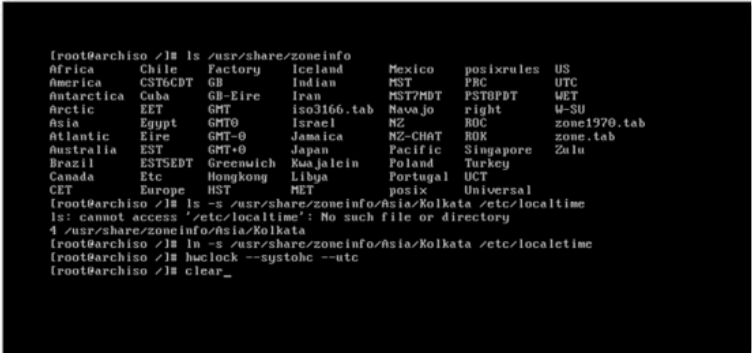 [root@archiso /]# ls /usr/share/zoneinfo
Africa Chile Factory Iceland Mexico posixrules US
America CST6CDT GB Indian MST PRC UTC
Antarctica Cuba GB-Eire Iran MST7MDT PST8PDT WET
Arctic EET GMT iso3166.tab Navajo right W-SU
Asia Egypt GMT0 Israel NZ ROC zone1970.tab
Atlantic Eire GMT-0 Jamaica NZ-CHAT ROK zone.tab
Australia EST GMT+0 Japan Pacific Singapore Zulu
Brazil EST5EDT Greenwich Kwajalein Poland Turkey
Canada Etc Hongkong Libya Portugal UCT
CET Europe HST MET posix Universal
[root@archiso /]# ls -s /usr/share/zoneinfo/Asia/Kolkata /etc/localtime
ls: cannot access '/etc/localtime': No such file or directory
4 /usr/share/zoneinfo/Asia/Kolkata
[root@archiso /]# ln -s /usr/share/zoneinfo/Asia/Kolkata /etc/localetime
[root@archiso /]# hwclock --systohc --utc
[root@archiso /]# clear_